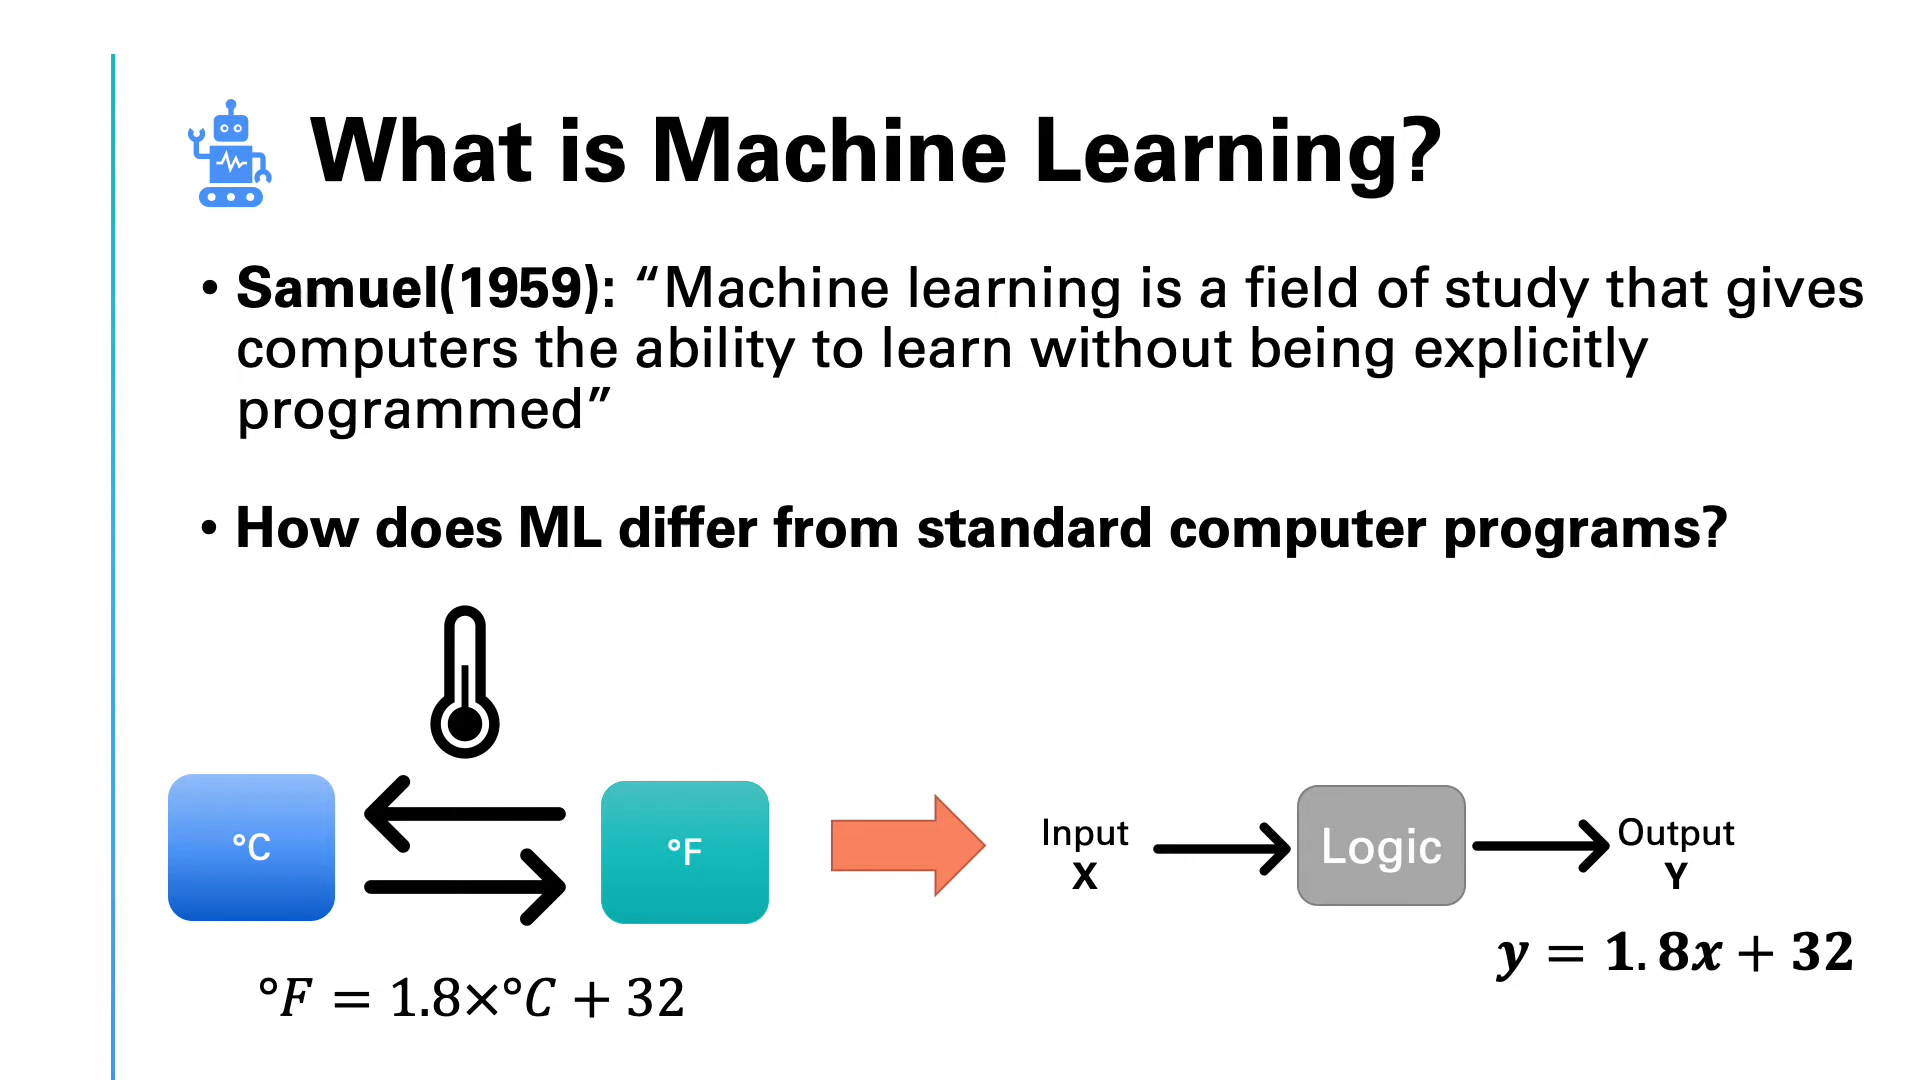 What is Machine Learning?
• Samuel(1959): “Machine learning is a field of study that gives
computers the ability to learn without being explicitly
programmed”
• How does ML differ from standard computer programs?
°C
°F
°F = 1.8×°C + 32
Input
X
Logic
Output
Y
y = 1.8x + 32